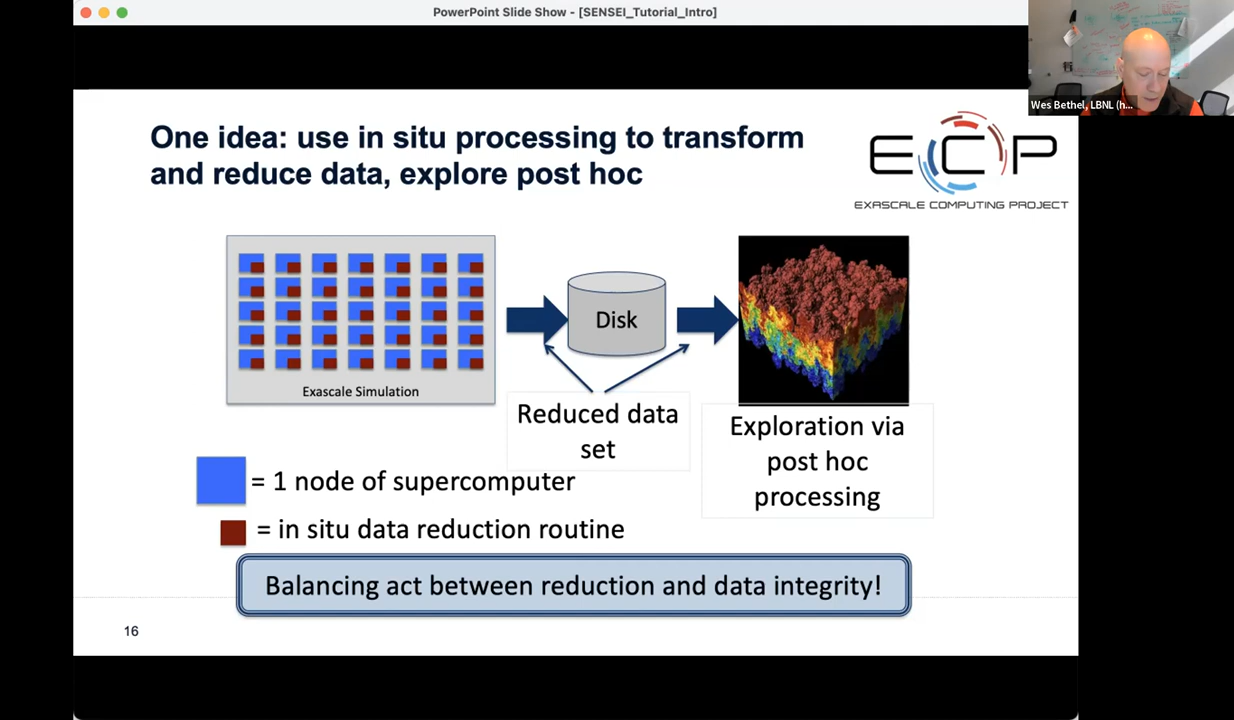 PowerPoint Slide Show - [SENSEI_Tutorial_Intro]
Wes Bethel, LBNL (h...
One idea: use in situ processing to transform
and reduce data, explore post hoc
ECP
EXASCALE COMPUTING PROJECT
Disk
Exascale Simulation
Reduced data
set
Exploration via
post hoc
processing
= 1 node of supercomputer
= in situ data reduction routine
Balancing act between reduction and data integrity!
16